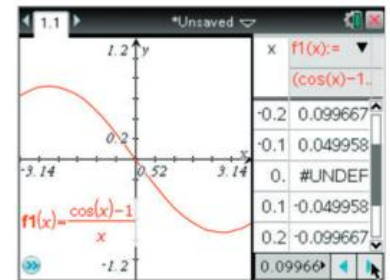 1.1 *Unsaved
1.2 y
0.2
x
-3.14 0.52 3.14
f1(x)=cos(x)-1
x
-1.2
x f1(x):= ▼
(cos(x)-1..
-0.2 0.099667
-0.1 0.049958
0. #UNDEF
0.1 -0.049958
0.2 -0.099667
0.09966